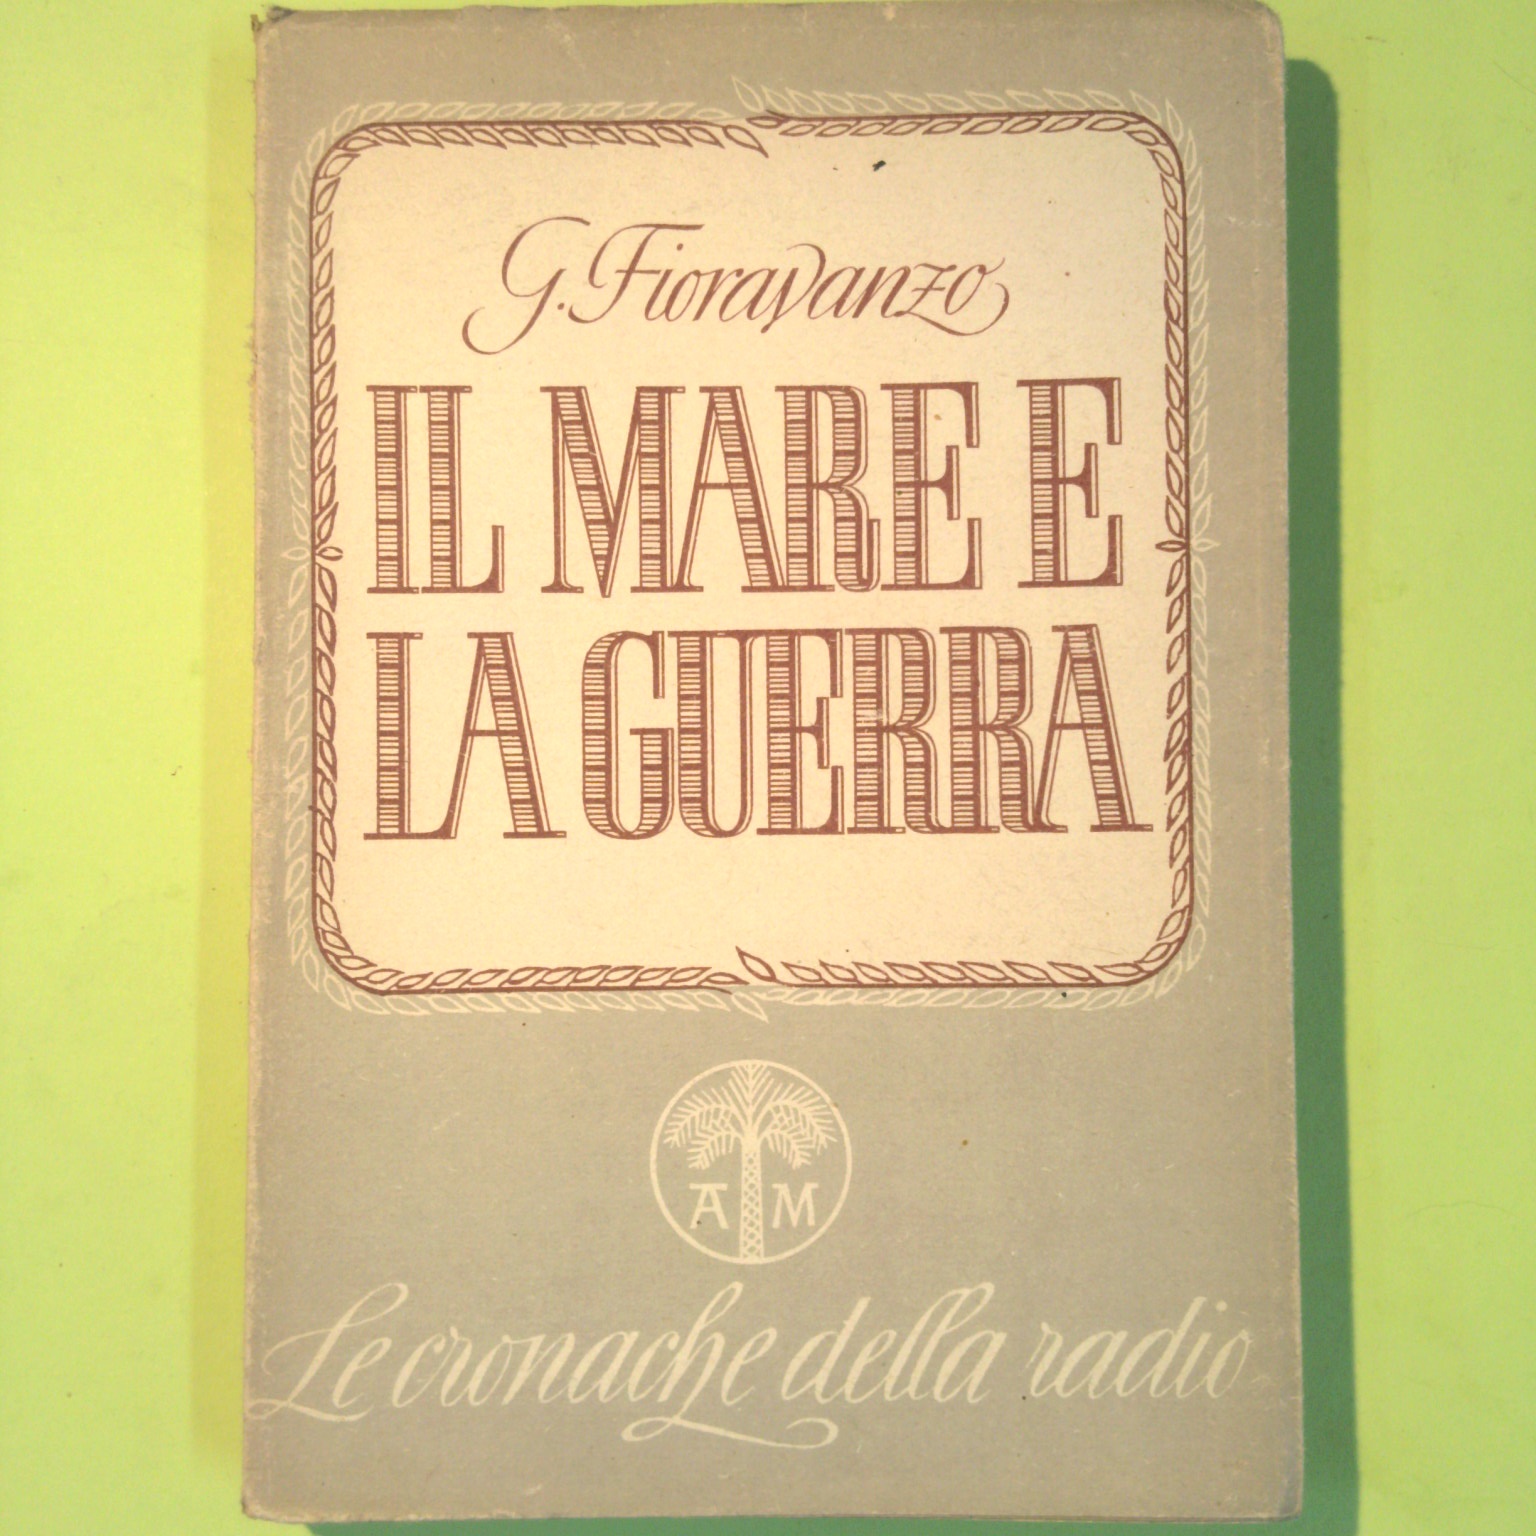 G. Fioravanzo
IL MARE E
LA GUERRA
A M
Le cronache della radio